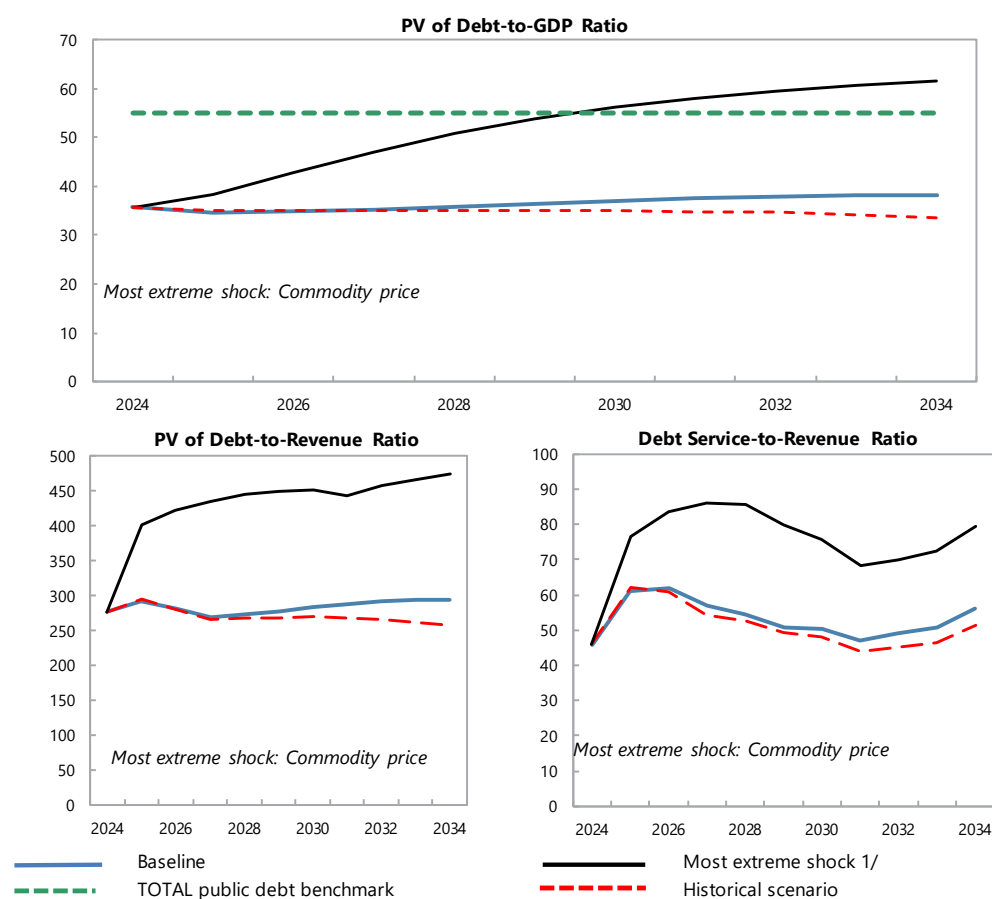 PV of Debt-to-GDP Ratio
70
60
50
40
30
20
10
0
Most extreme shock: Commodity price
2024 2026 2028 2030 2032 2034
PV of Debt-to-Revenue Ratio
500
450
400
350
300
250
200
150
100
50
0
Most extreme shock: Commodity price
2024 2026 2028 2030 2032 2034
Debt Service-to-Revenue Ratio
100
90
80
70
60
50
40
30
20
10
0
Most extreme shock: Commodity price
2024 2026 2028 2030 2032 2034
Baseline
Most extreme shock 1/
TOTAL public debt benchmark
Historical scenario